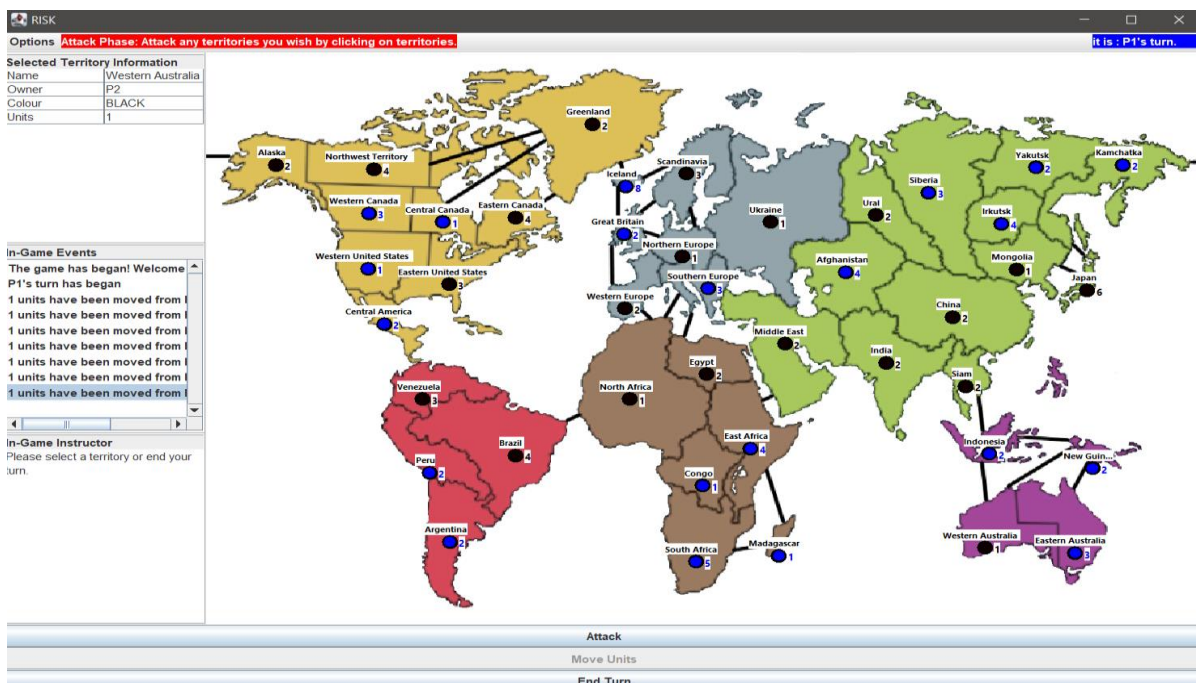 RISK
Options Attack Phase: Attack any territories you wish by clicking on territories. it is : P1's turn.
Selected Territory Information
Name Western Australia
Owner P2
Colour BLACK
Units 1
In-Game Events
The game has began! Welcome
P1's turn has began
1 units have been moved from
1 units have been moved from
1 units have been moved from
1 units have been moved from
1 units have been moved from
1 units have been moved from
1 units have been moved from
In-Game Instructor
Please select a territory or end your
turn.
Greenland
2
Alaska
2
Northwest Territory
4
Western Canada
3
Central Canada
1
Eastern Canada
4
Western United States
1
Eastern United States
3
Central America
2
Venezuela
3
Brazil
4
Peru
2
Argentina
2
Iceland
8
Scandinavia
3
Great Britain
2
Northern Europe
1
Southern Europe
3
Western Europe
2
Ukraine
1
North Africa
1
Egypt
2
East Africa
4
Congo
1
South Africa
5
Madagascar
1
Ural
2
Siberia
3
Yakutsk
2
Kamchatka
2
Irkutsk
4
Mongolia
1
Japan
6
Afghanistan
4
China
2
Middle East
2
India
2
Siam
2
Indonesia
2
New Guin...
2
Western Australia
1
Eastern Australia
3
Attack
Move Units
End Turn